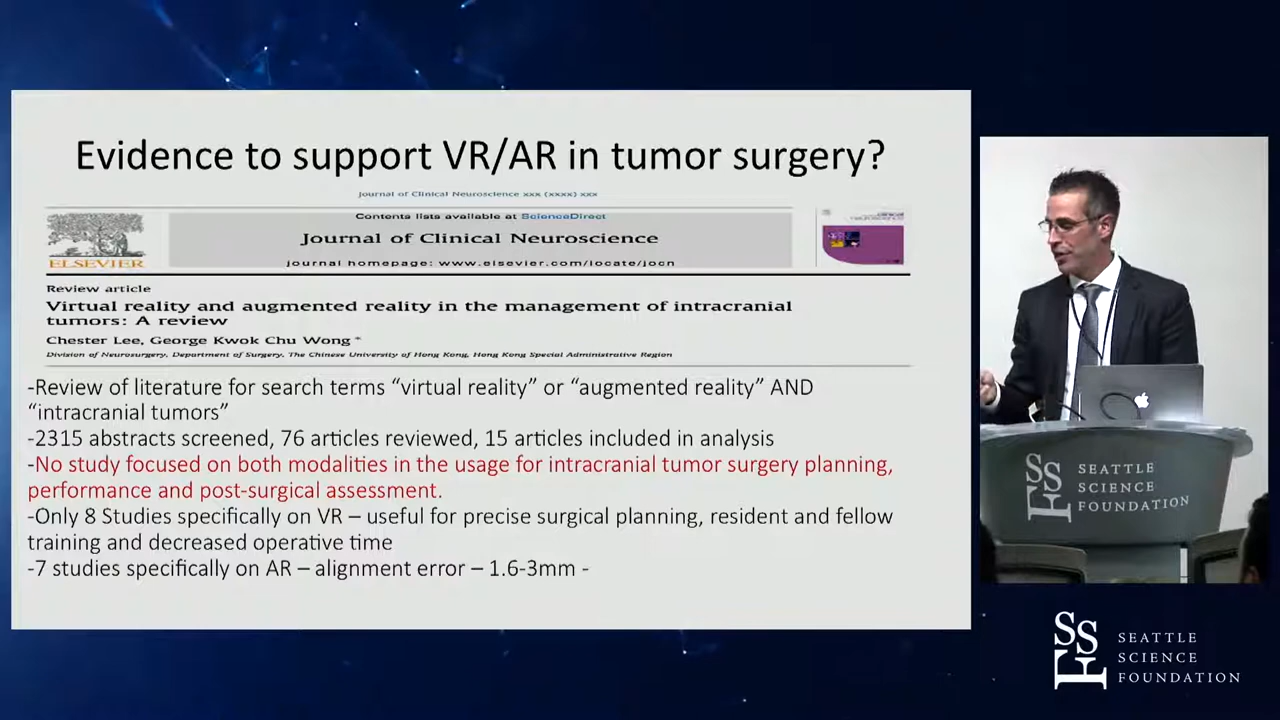 Evidence to support VR/AR in tumor surgery?
Journal of Clinical Neuroscience xxx (xxxx) xxx
Contents lists available at ScienceDirect
Journal of Clinical Neuroscience
journal homepage: www.elsevier.com/locate/jocn
ELSEVIER
Review article
Virtual reality and augmented reality in the management of intracranial
tumors: A review
Chester Lee, George Kwok Chu Wong *
Division of Neurosurgery, Department of Surgery, The Chinese University of Hong Kong, Hong Kong Special Administrative Region
-Review of literature for search terms “virtual reality” or “augmented reality” AND
“intracranial tumors”
-2315 abstracts screened, 76 articles reviewed, 15 articles included in analysis
-No study focused on both modalities in the usage for intracranial tumor surgery planning,
performance and post-surgical assessment.
-Only 8 Studies specifically on VR – useful for precise surgical planning, resident and fellow
training and decreased operative time
-7 studies specifically on AR – alignment error – 1.6-3mm -
SSF
SEATTLE
SCIENCE
FOUNDATION
SSF
SEATTLE
SCIENCE
FOUNDATION